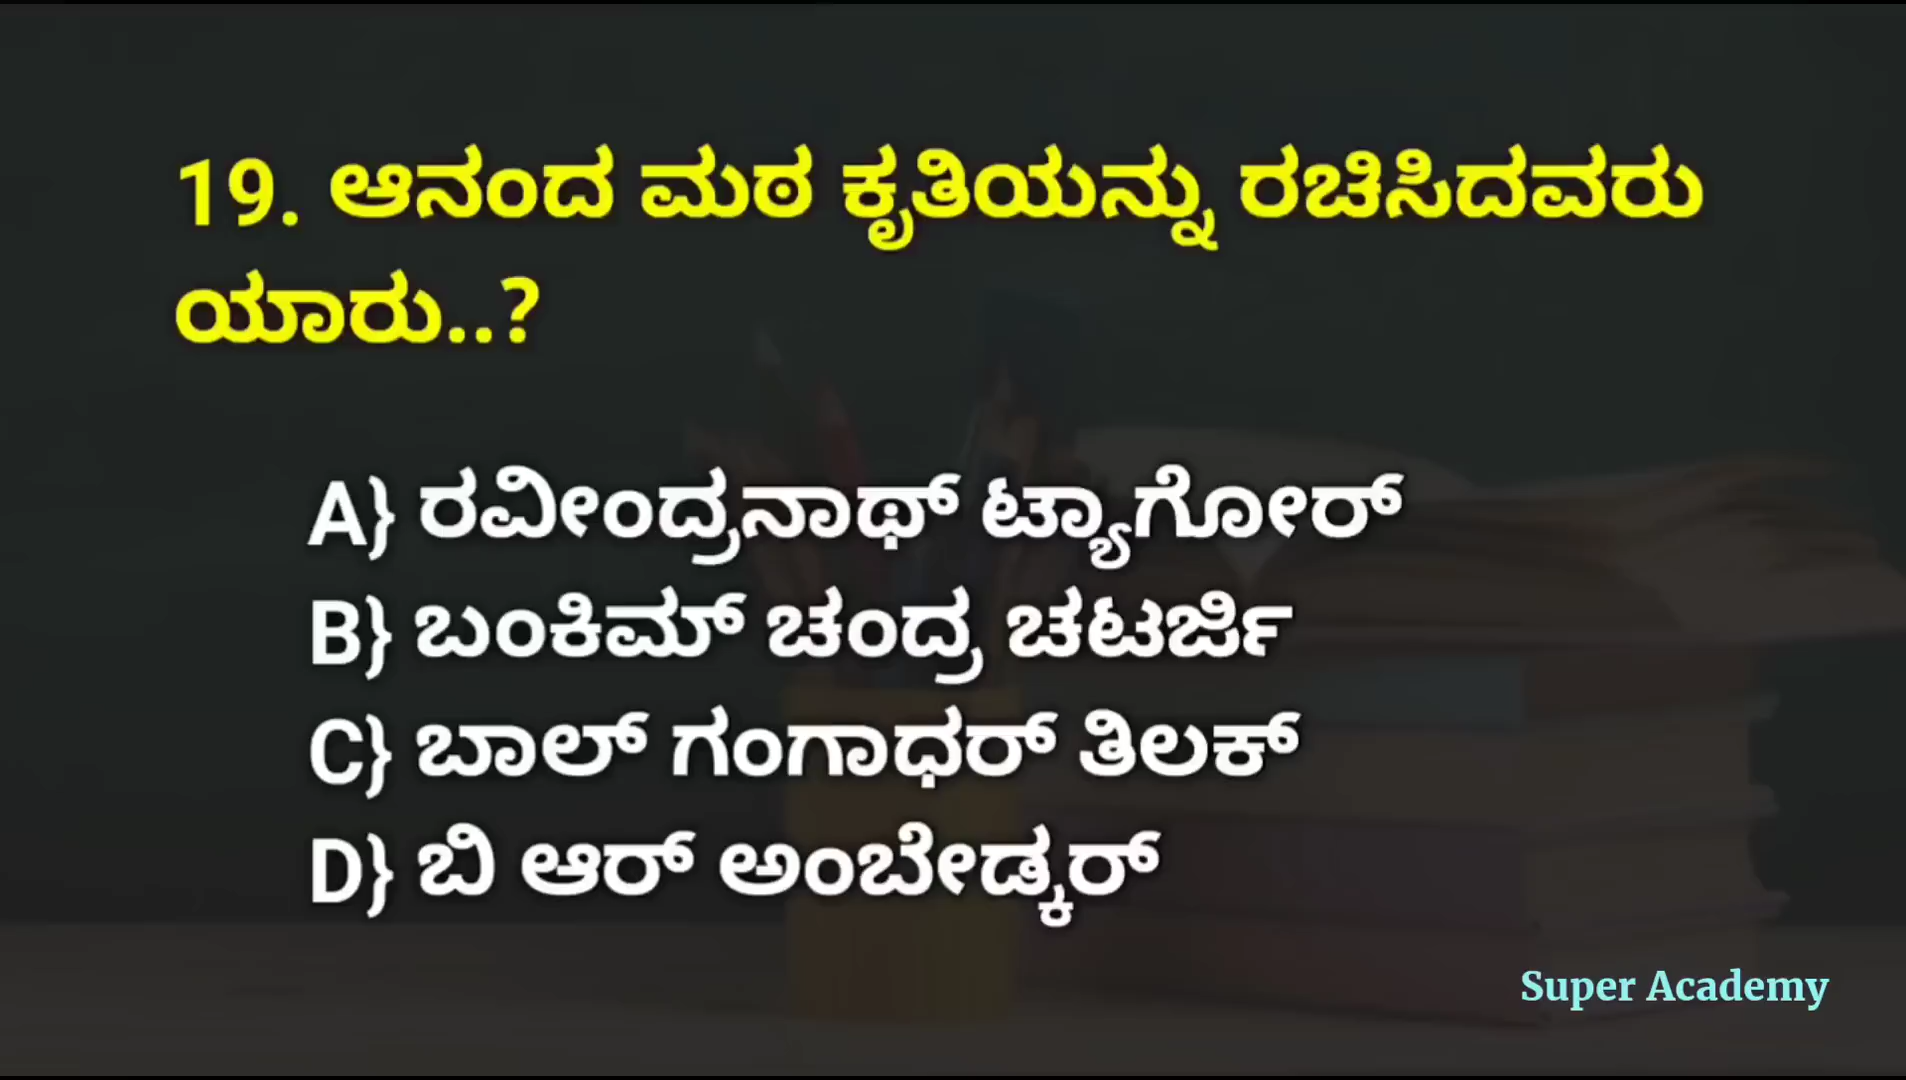 19. ಆನಂದ ಮಠ ಕೃತಿಯನ್ನು ರಚಿಸಿದವರು
ಯಾರು..?
A} ರವೀಂದ್ರನಾಥ್ ಟ್ಯಾಗೋರ್
B} ಬಂಕಿಮ್ ಚಂದ್ರ ಚಟರ್ಜಿ
C} ಬಾಲ್ ಗಂಗಾಧರ್ ತಿಲಕ್
D} ಬಿ ಆರ್ ಅಂಬೇಡ್ಕರ್
Super Academy